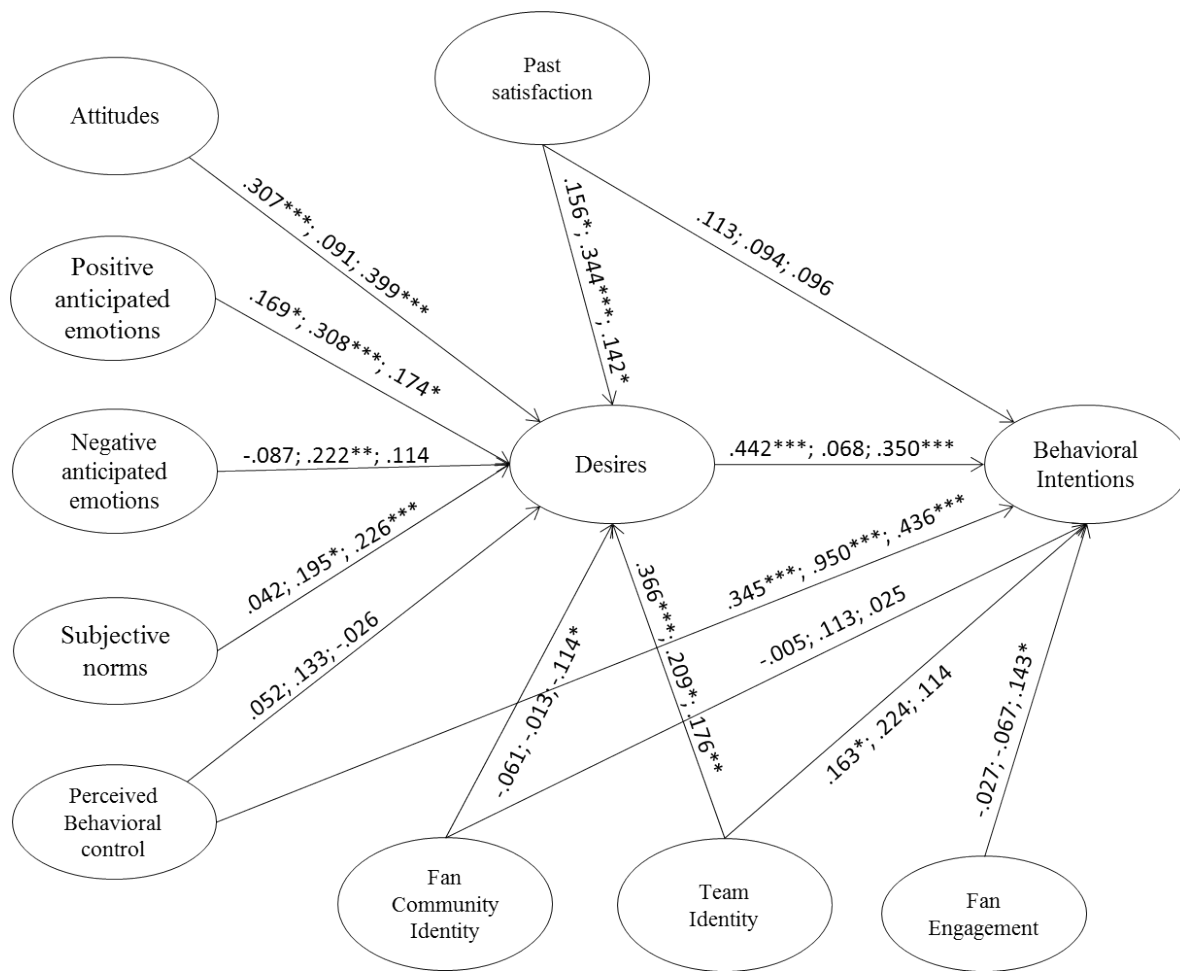 Past
satisfaction
Attitudes
.307***; .091; .399***
.156*; .344***; .142*
.113; .094; .096
Positive
anticipated
emotions
.169*; .308***; .174*
Negative
anticipated
emotions
-.087; .222**; .114
Desires
.442***; .068; .350***
Behavioral
Intentions
.042; .195*; .226***
Subjective
norms
.052; .133; -.026
.345***; .950***; .436***
-.005; .113; .025
-.061; -.013; -.114*
.366***; .209*; .176**
.163*; .224; .114
-.027; -.067; .143*
Perceived
Behavioral
control
Fan
Community
Identity
Team
Identity
Fan
Engagement